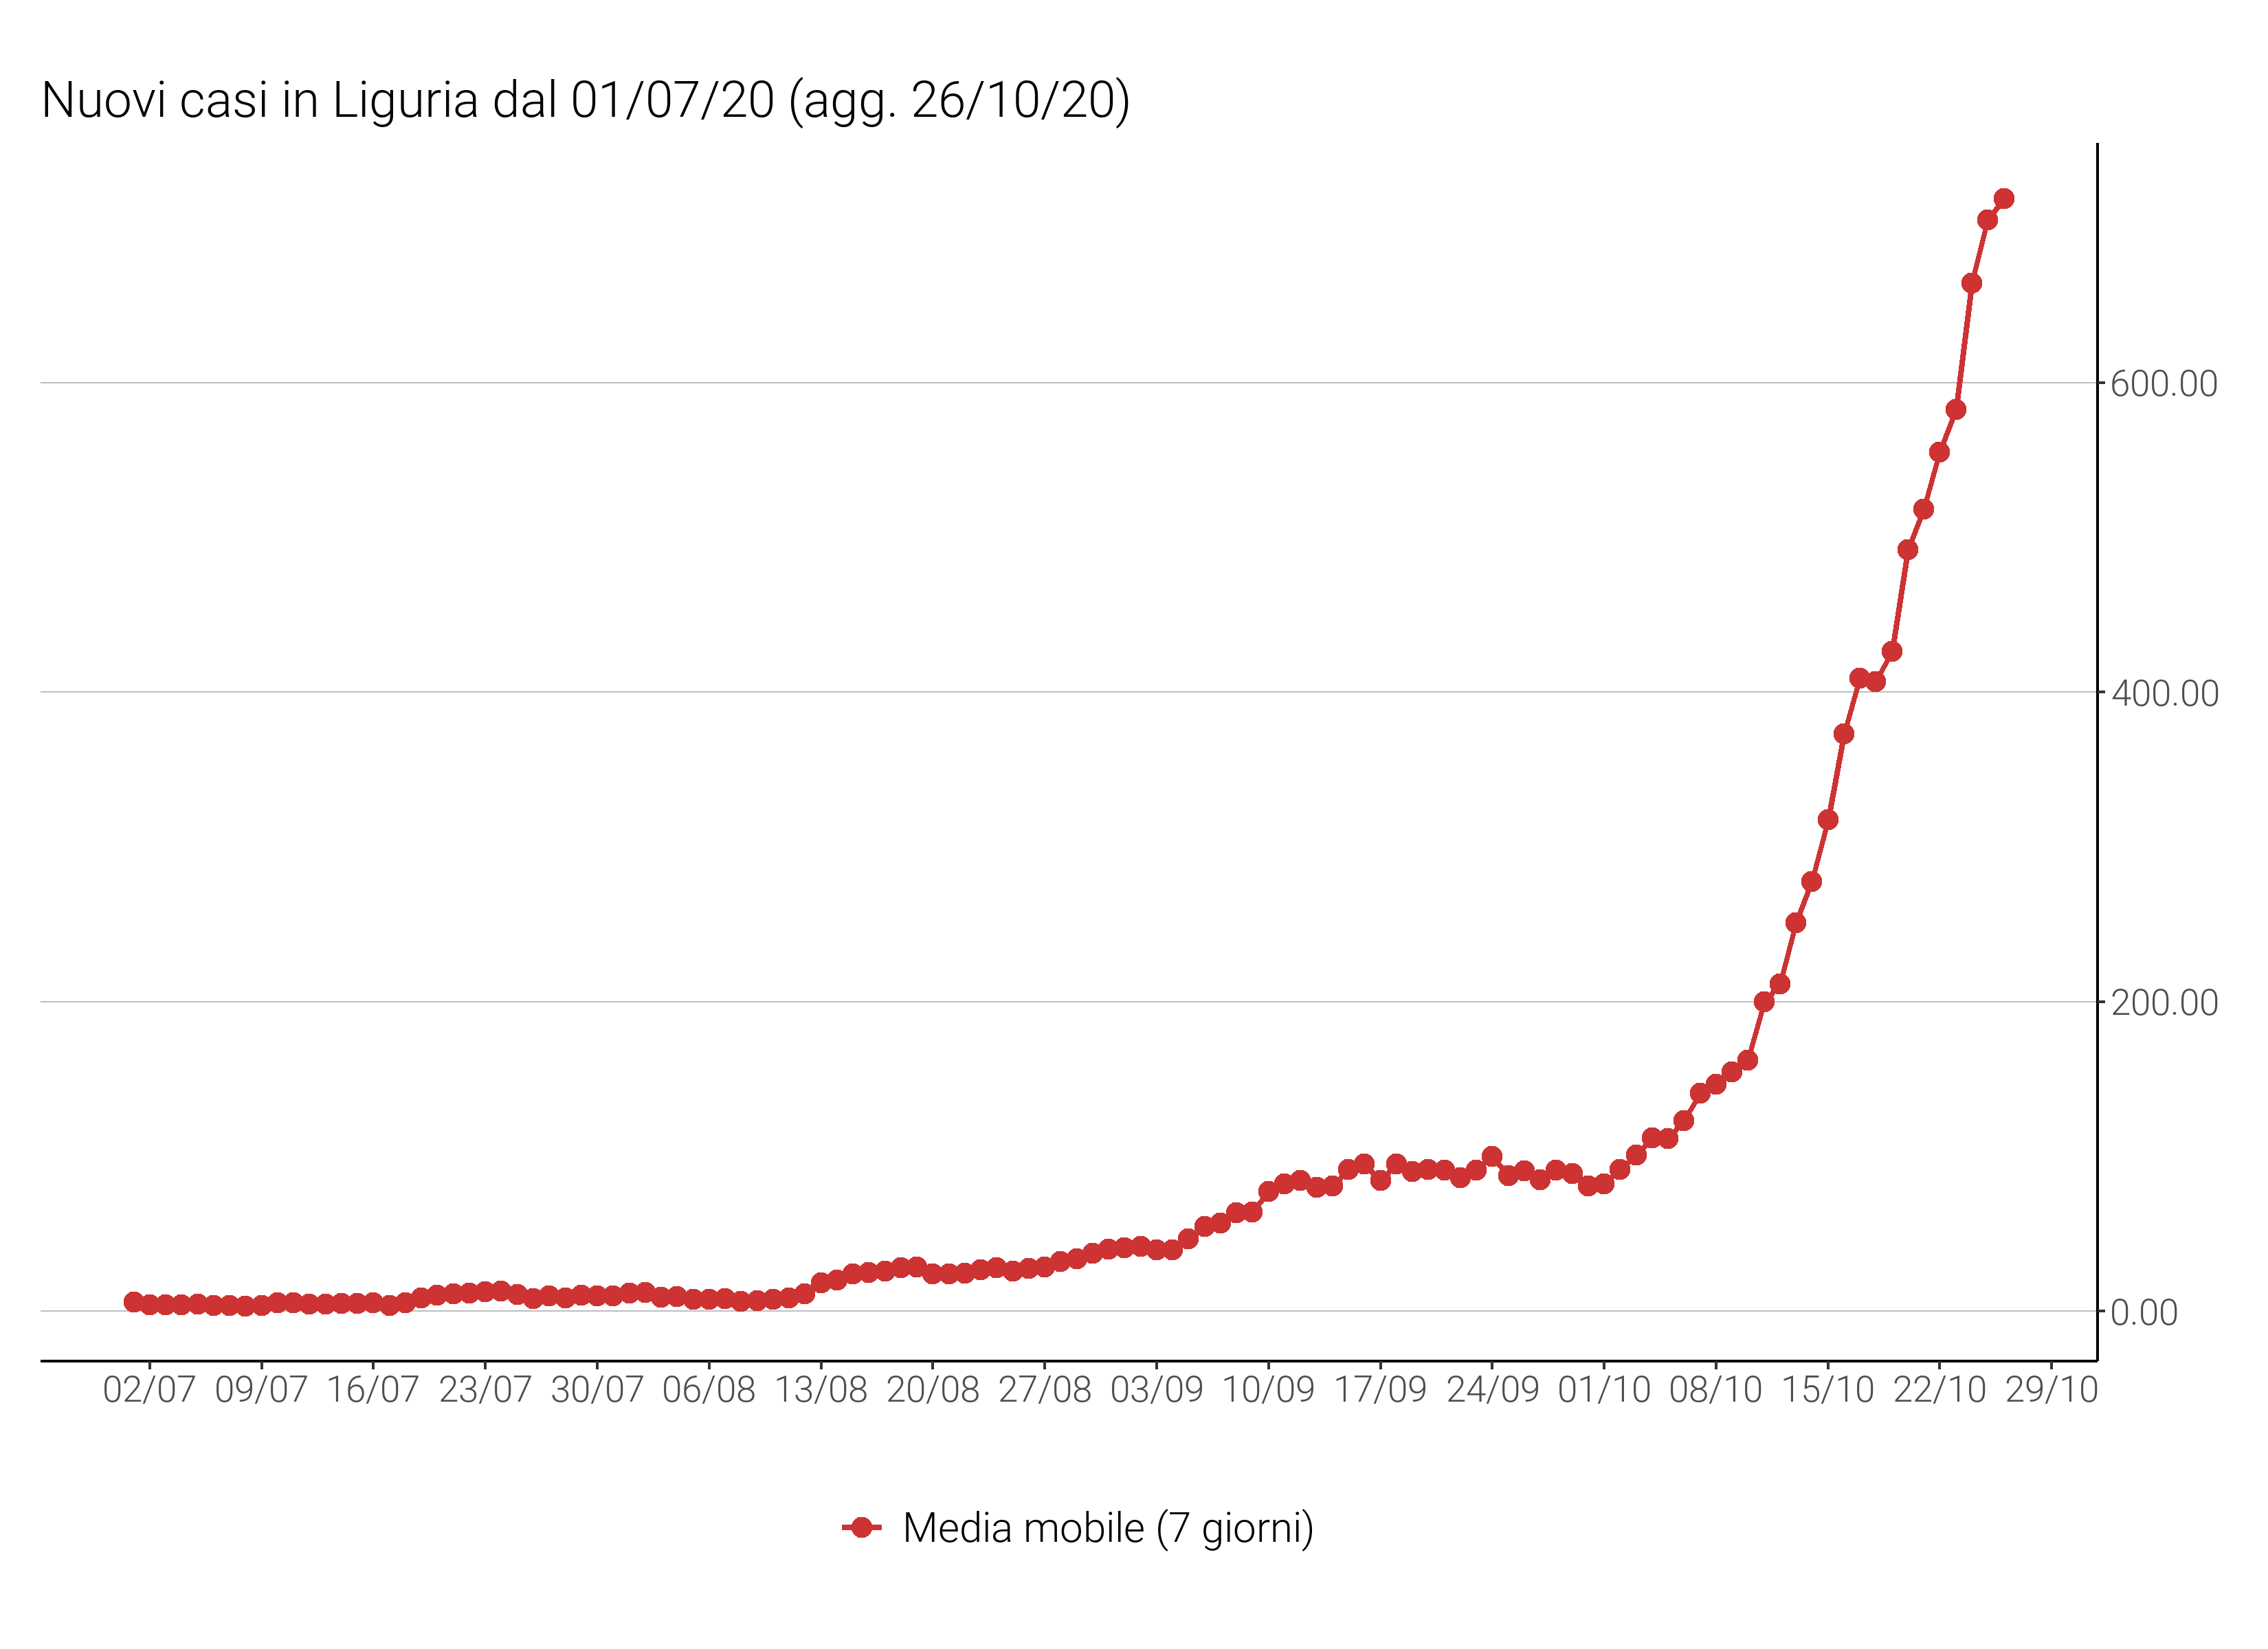 Nuovi casi in Liguria dal 01/07/20 (agg. 26/10/20)
600.00
400.00
200.00
0.00
02/07 09/07 16/07 23/07 30/07 06/08 13/08 20/08 27/08 03/09 10/09 17/09 24/09 01/10 08/10 15/10 22/10 29/10
Media mobile (7 giorni)